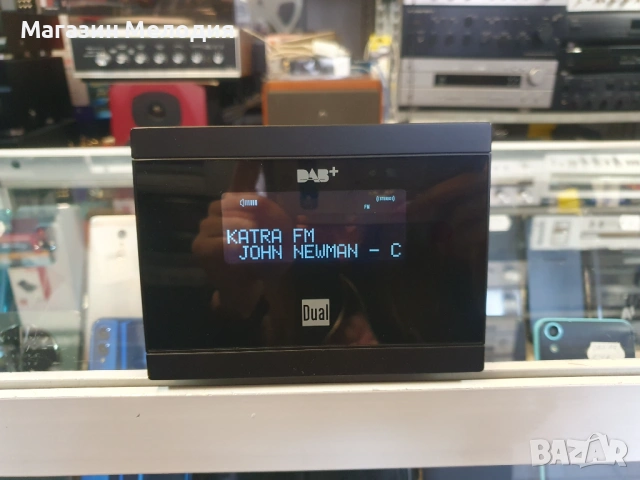 Магазин Мелодия
DAB+
FM
KATRA FM
JOHN NEWMAN - C
Dual
BAZAR